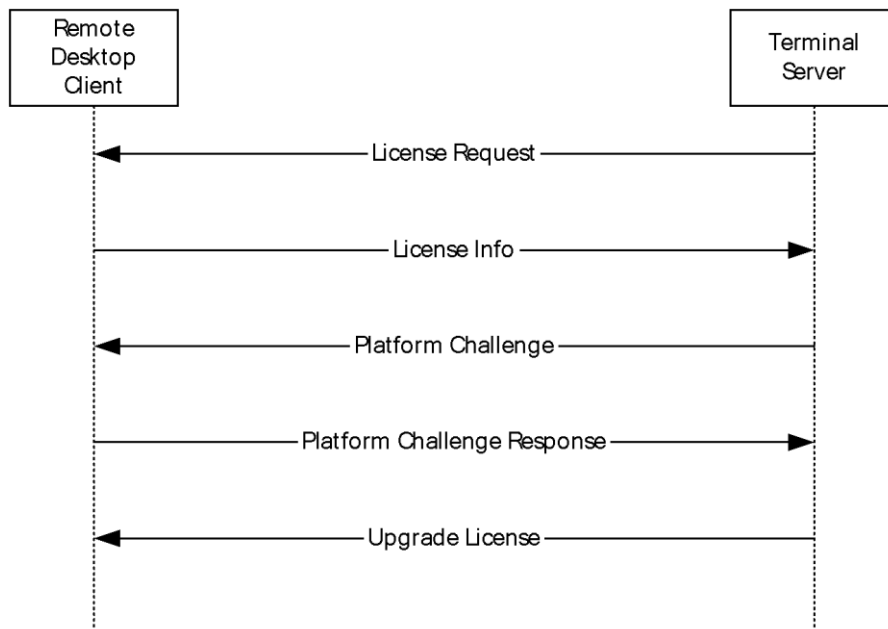 Remote
Desktop
Client
Terminal
Server
License Request
License Info
Platform Challenge
Platform Challenge Response
Upgrade License